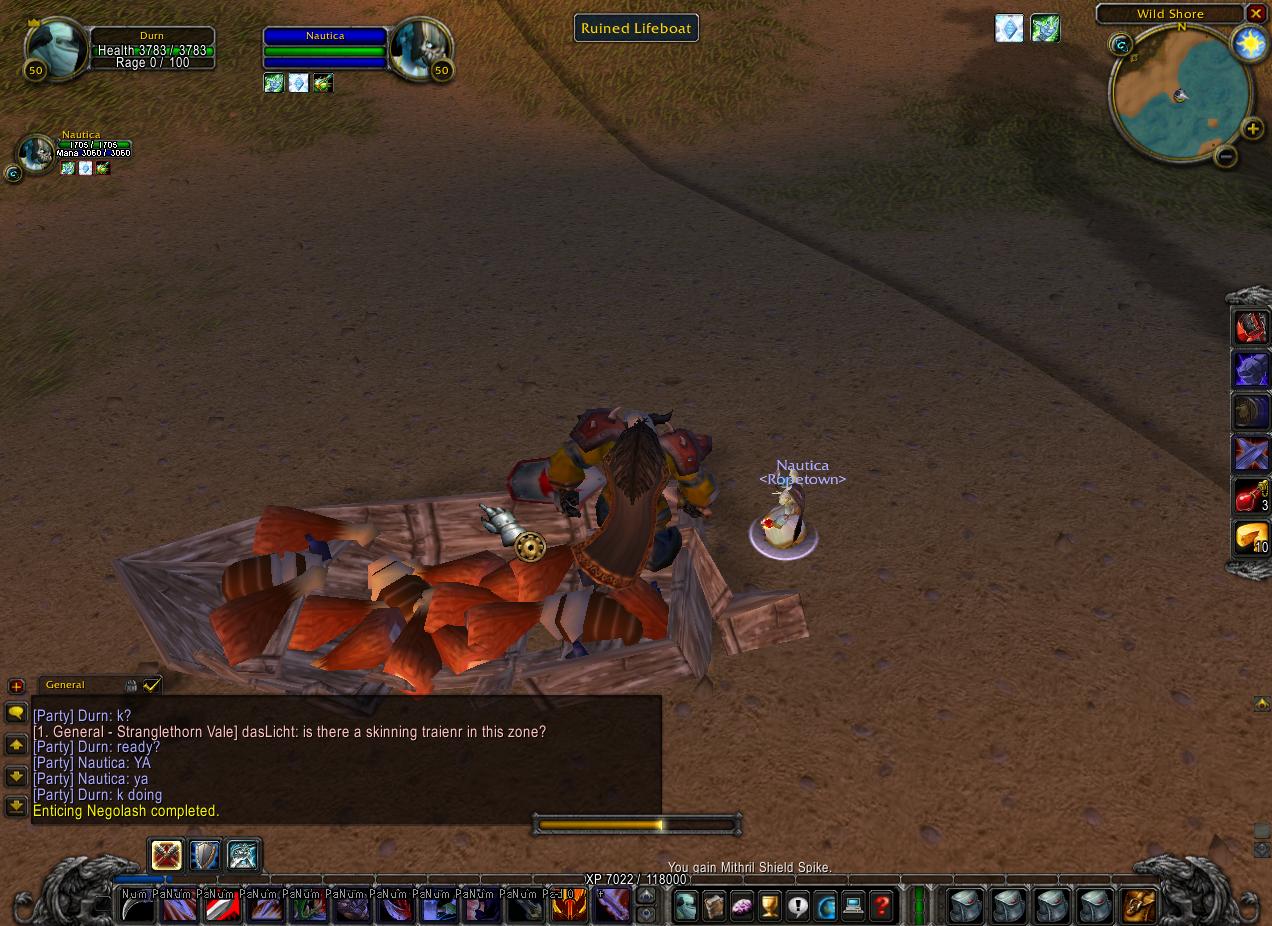 Durn
Health 3783 / 3783
Rage 0 / 100
50
Nautica
50
Ruined Lifeboat
Wild Shore
N
Nautica
1705 / 1705
Mana 3060 / 3060
Nautica
<Ropetown>
3
10
General
[Party] Durn: k?
[1. General - Stranglethorn Vale] dasLicht: is there a skinning traienr in this zone?
[Party] Durn: ready?
[Party] Nautica: YA
[Party] Nautica: ya
[Party] Durn: k doing
Enticing Negolash completed.
You gain Mithril Shield Spike.
XP 7022 / 118000